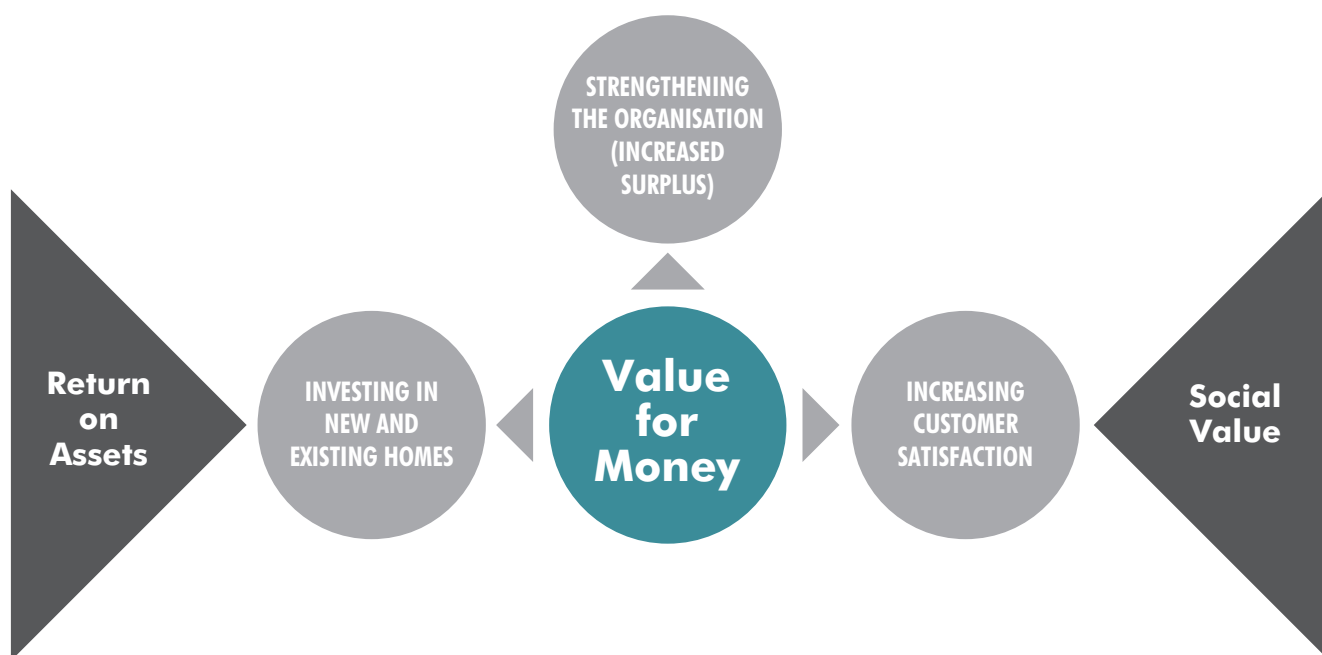 STRENGTHENING
THE ORGANISATION
(INCREASED
SURPLUS)
Return
on
Assets
INVESTING IN
NEW AND
EXISTING HOMES
Value
for
Money
INCREASING
CUSTOMER
SATISFACTION
Social
Value